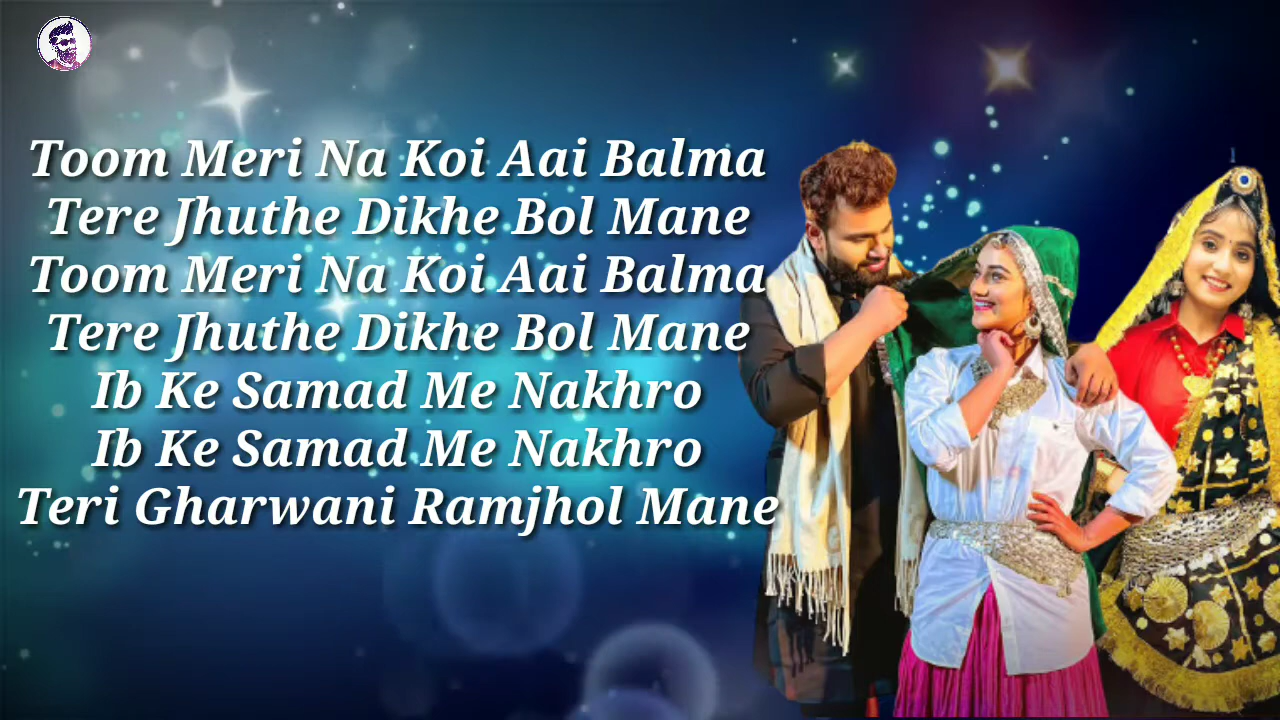 Toom Meri Na Koi Aai Balma
Tere Jhuthe Dikhe Bol Mane
Toom Meri Na Koi Aai Balma
Tere Jhuthe Dikhe Bol Mane
Ib Ke Samad Me Nakhro
Ib Ke Samad Me Nakhro
Teri Gharwani Ramjhol Mane